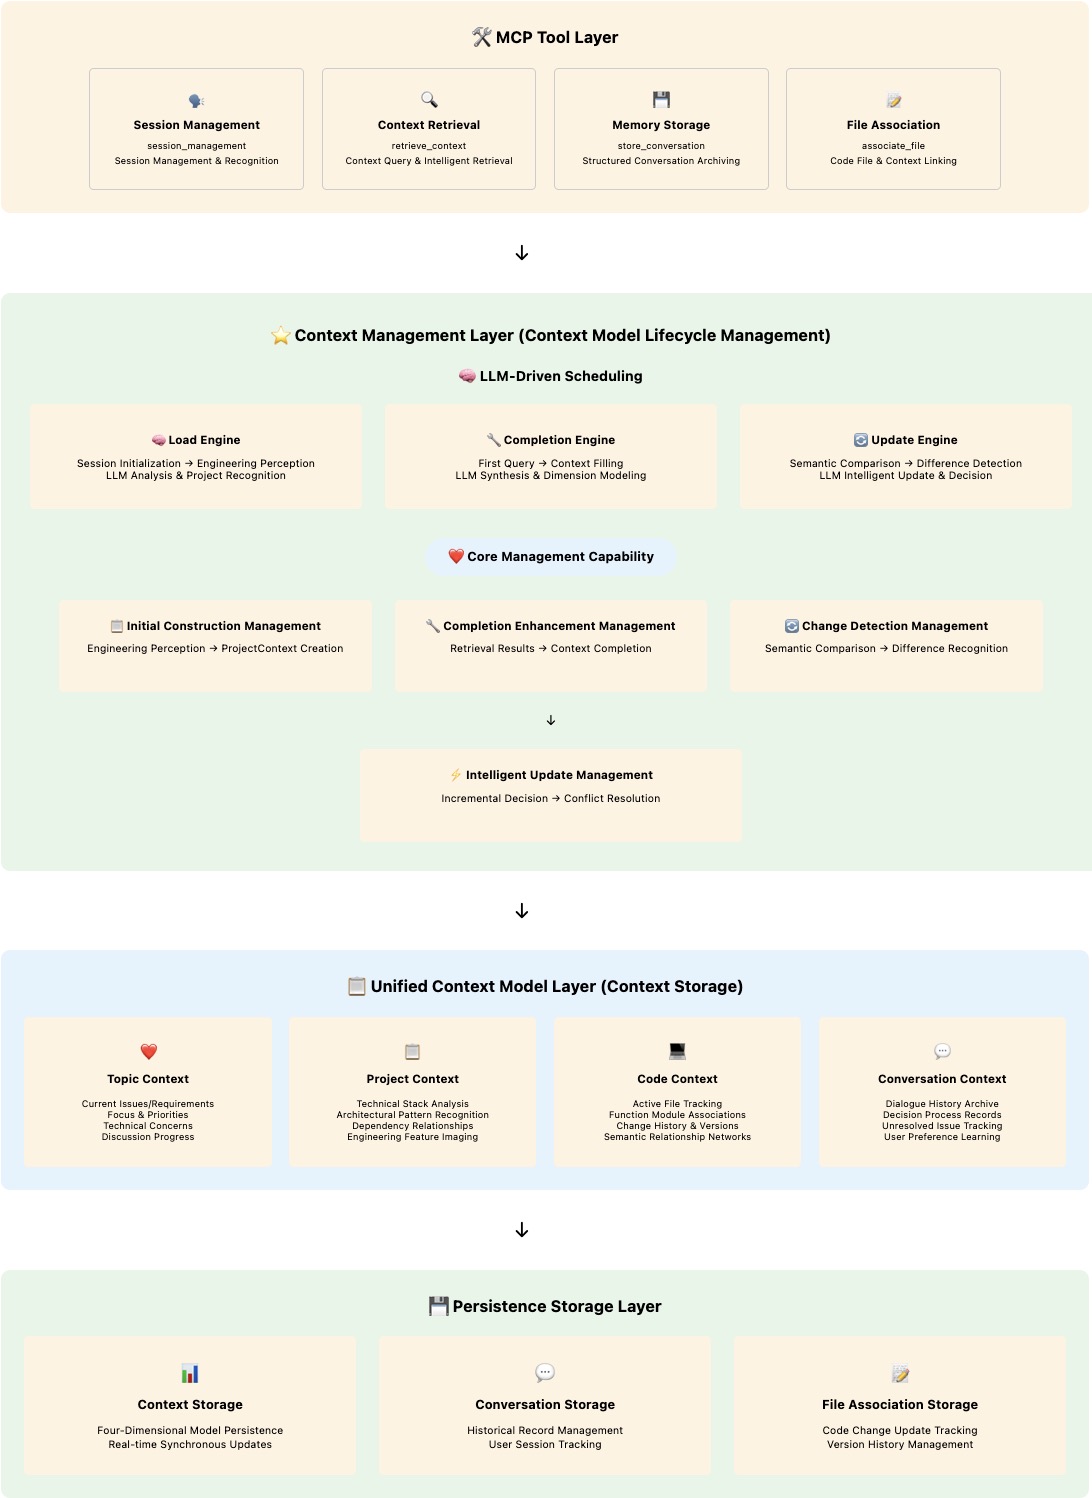 MCP Tool Layer
Session Management
session_management
Session Management & Recognition
Context Retrieval
retrieve_context
Context Query & Intelligent Retrieval
Memory Storage
store_conversation
Structured Conversation Archiving
File Association
associate_file
Code File & Context Linking
↓
Context Management Layer (Context Model Lifecycle Management)
LLM-Driven Scheduling
Load Engine
Session Initialization → Engineering Perception
LLM Analysis & Project Recognition
Completion Engine
First Query → Context Filling
LLM Synthesis & Dimension Modeling
Update Engine
Semantic Comparison → Difference Detection
LLM Intelligent Update & Decision
Core Management Capability
Initial Construction Management
Engineering Perception → ProjectContext Creation
Completion Enhancement Management
Retrieval Results → Context Completion
Change Detection Management
Semantic Comparison → Difference Recognition
↓
Intelligent Update Management
Incremental Decision → Conflict Resolution
↓
Unified Context Model Layer (Context Storage)
Topic Context
Current Issues/Requirements
Focus & Priorities
Technical Concerns
Discussion Progress
Project Context
Technical Stack Analysis
Architectural Pattern Recognition
Dependency Relationships
Engineering Feature Imaging
Code Context
Active File Tracking
Function Module Associations
Change History & Versions
Semantic Relationship Networks
Conversation Context
Dialogue History Archive
Decision Process Records
Unresolved Issue Tracking
User Preference Learning
↓
Persistence Storage Layer
Context Storage
Four-Dimensional Model Persistence
Real-time Synchronous Updates
Conversation Storage
Historical Record Management
User Session Tracking
File Association Storage
Code Change Update Tracking
Version History Management